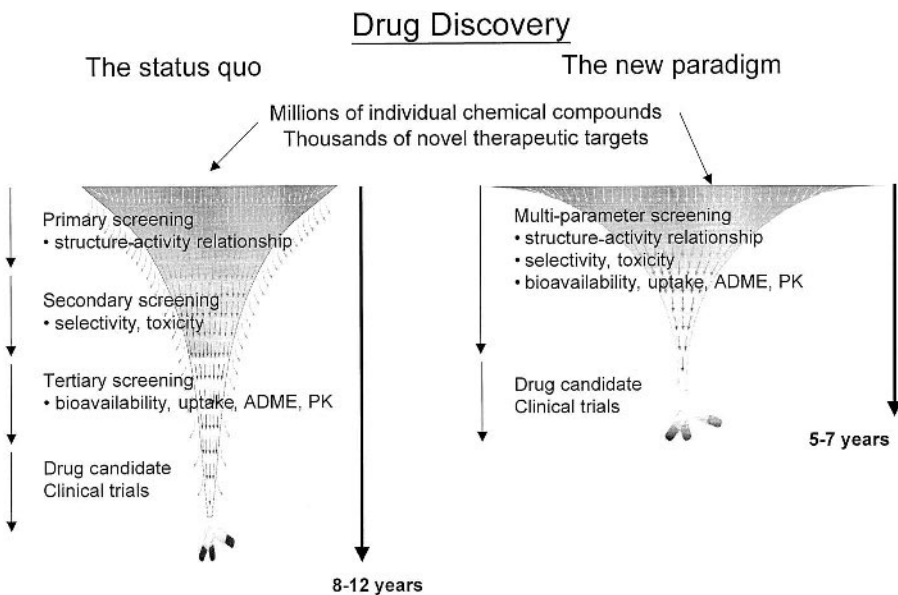 Drug Discovery
The status quo
The new paradigm
Millions of individual chemical compounds
Thousands of novel therapeutic targets
Primary screening
• structure-activity relationship
Secondary screening
• selectivity, toxicity
Tertiary screening
• bioavailability, uptake, ADME, PK
Drug candidate
Clinical trials
8-12 years
Multi-parameter screening
• structure-activity relationship
• selectivity, toxicity
• bioavailability, uptake, ADME, PK
Drug candidate
Clinical trials
5-7 years